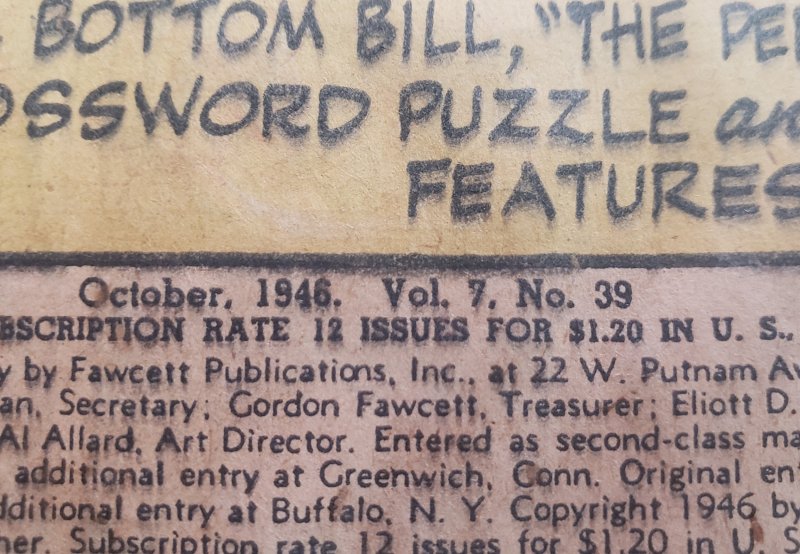 BOTTOM BILL, "THE PE
OSSWORD PUZZLE an
FEATURES
October, 1946. Vol. 7, No. 39
BSCRIPTION RATE 12 ISSUES FOR $1.20 IN U. S.,
y by Fawcett Publications, Inc., at 22 W. Putnam Av
an, Secretary; Gordon Fawcett, Treasurer; Eliott D.
Al Allard, Art Director. Entered as second-class ma
additional entry at Greenwich, Conn. Original en
dditional entry at Buffalo, N. Y. Copyright 1946 by
her. Subscription rate 12 issues for $1.20 in U. S